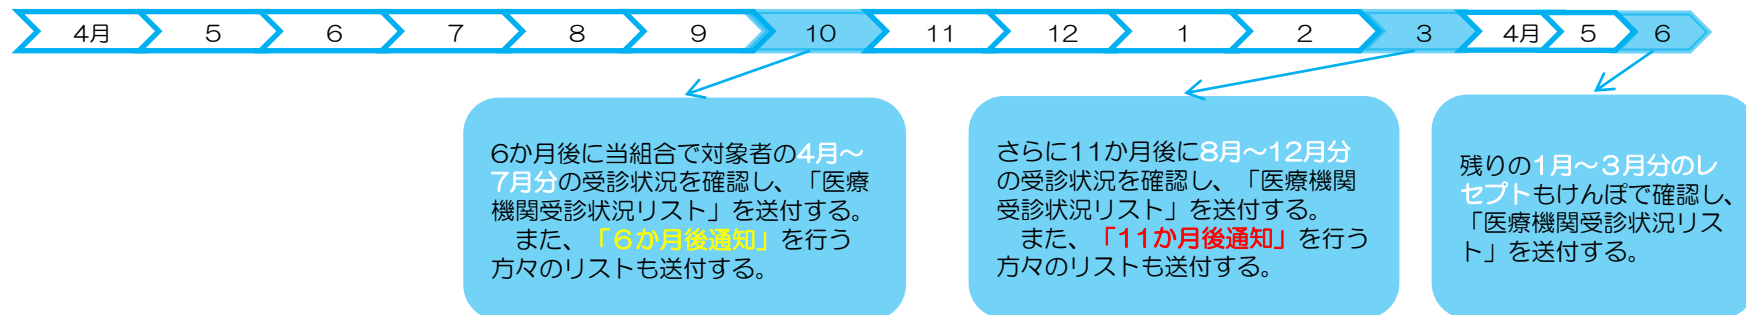 4月 5 6 7 8 9 10 11 12 1 2 3 4月 5 6
6か月後に当組合で対象者の4月～
7月分の受診状況を確認し、「医療
機関受診状況リスト」を送付する。
また、「６か月後通知」を行う
方々のリストも送付する。
さらに11か月後に8月～12月分
の受診状況を確認し、「医療機関
受診状況リスト」を送付する。
また、「11か月後通知」を行う
方々のリストも送付する。
残りの1月～３月分のレ
セプトもけんぽで確認し、
「医療機関受診状況リス
ト」を送付する。